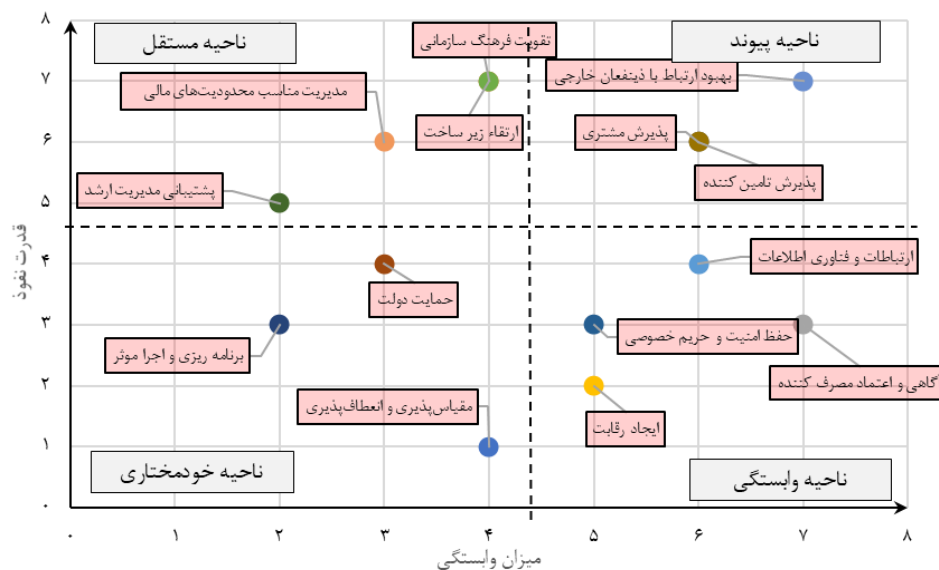 ۸
ناحیه پیوند
ناحیه مستقل
تقویت فرهنگ سازمانی
بهبود ارتباط با ذینفعان خارجی
۷
مدیریت مناسب محدودیت‌های مالی
ارتقاء زیر ساخت
پذیرش مشتری
۶
پذیرش تامین کننده
پشتیبانی مدیریت ارشد
۵
قدرت نفوذ
ارتباطات و فناوری اطلاعات
۴
حمایت دولت
۳
حفظ امنیت و حریم خصوصی
برنامه ریزی و اجرا موثر
گاهی و اعتماد مصرف کننده
۲
مقیاس‌پذیری و انعطاف‌پذیری
ایجاد رقابت
۱
ناحیه وابستگی
ناحیه خودمختاری
۰
۰ ۱ ۲ ۳ ۴ ۵ ۶ ۷ ۸
میزان وابستگی